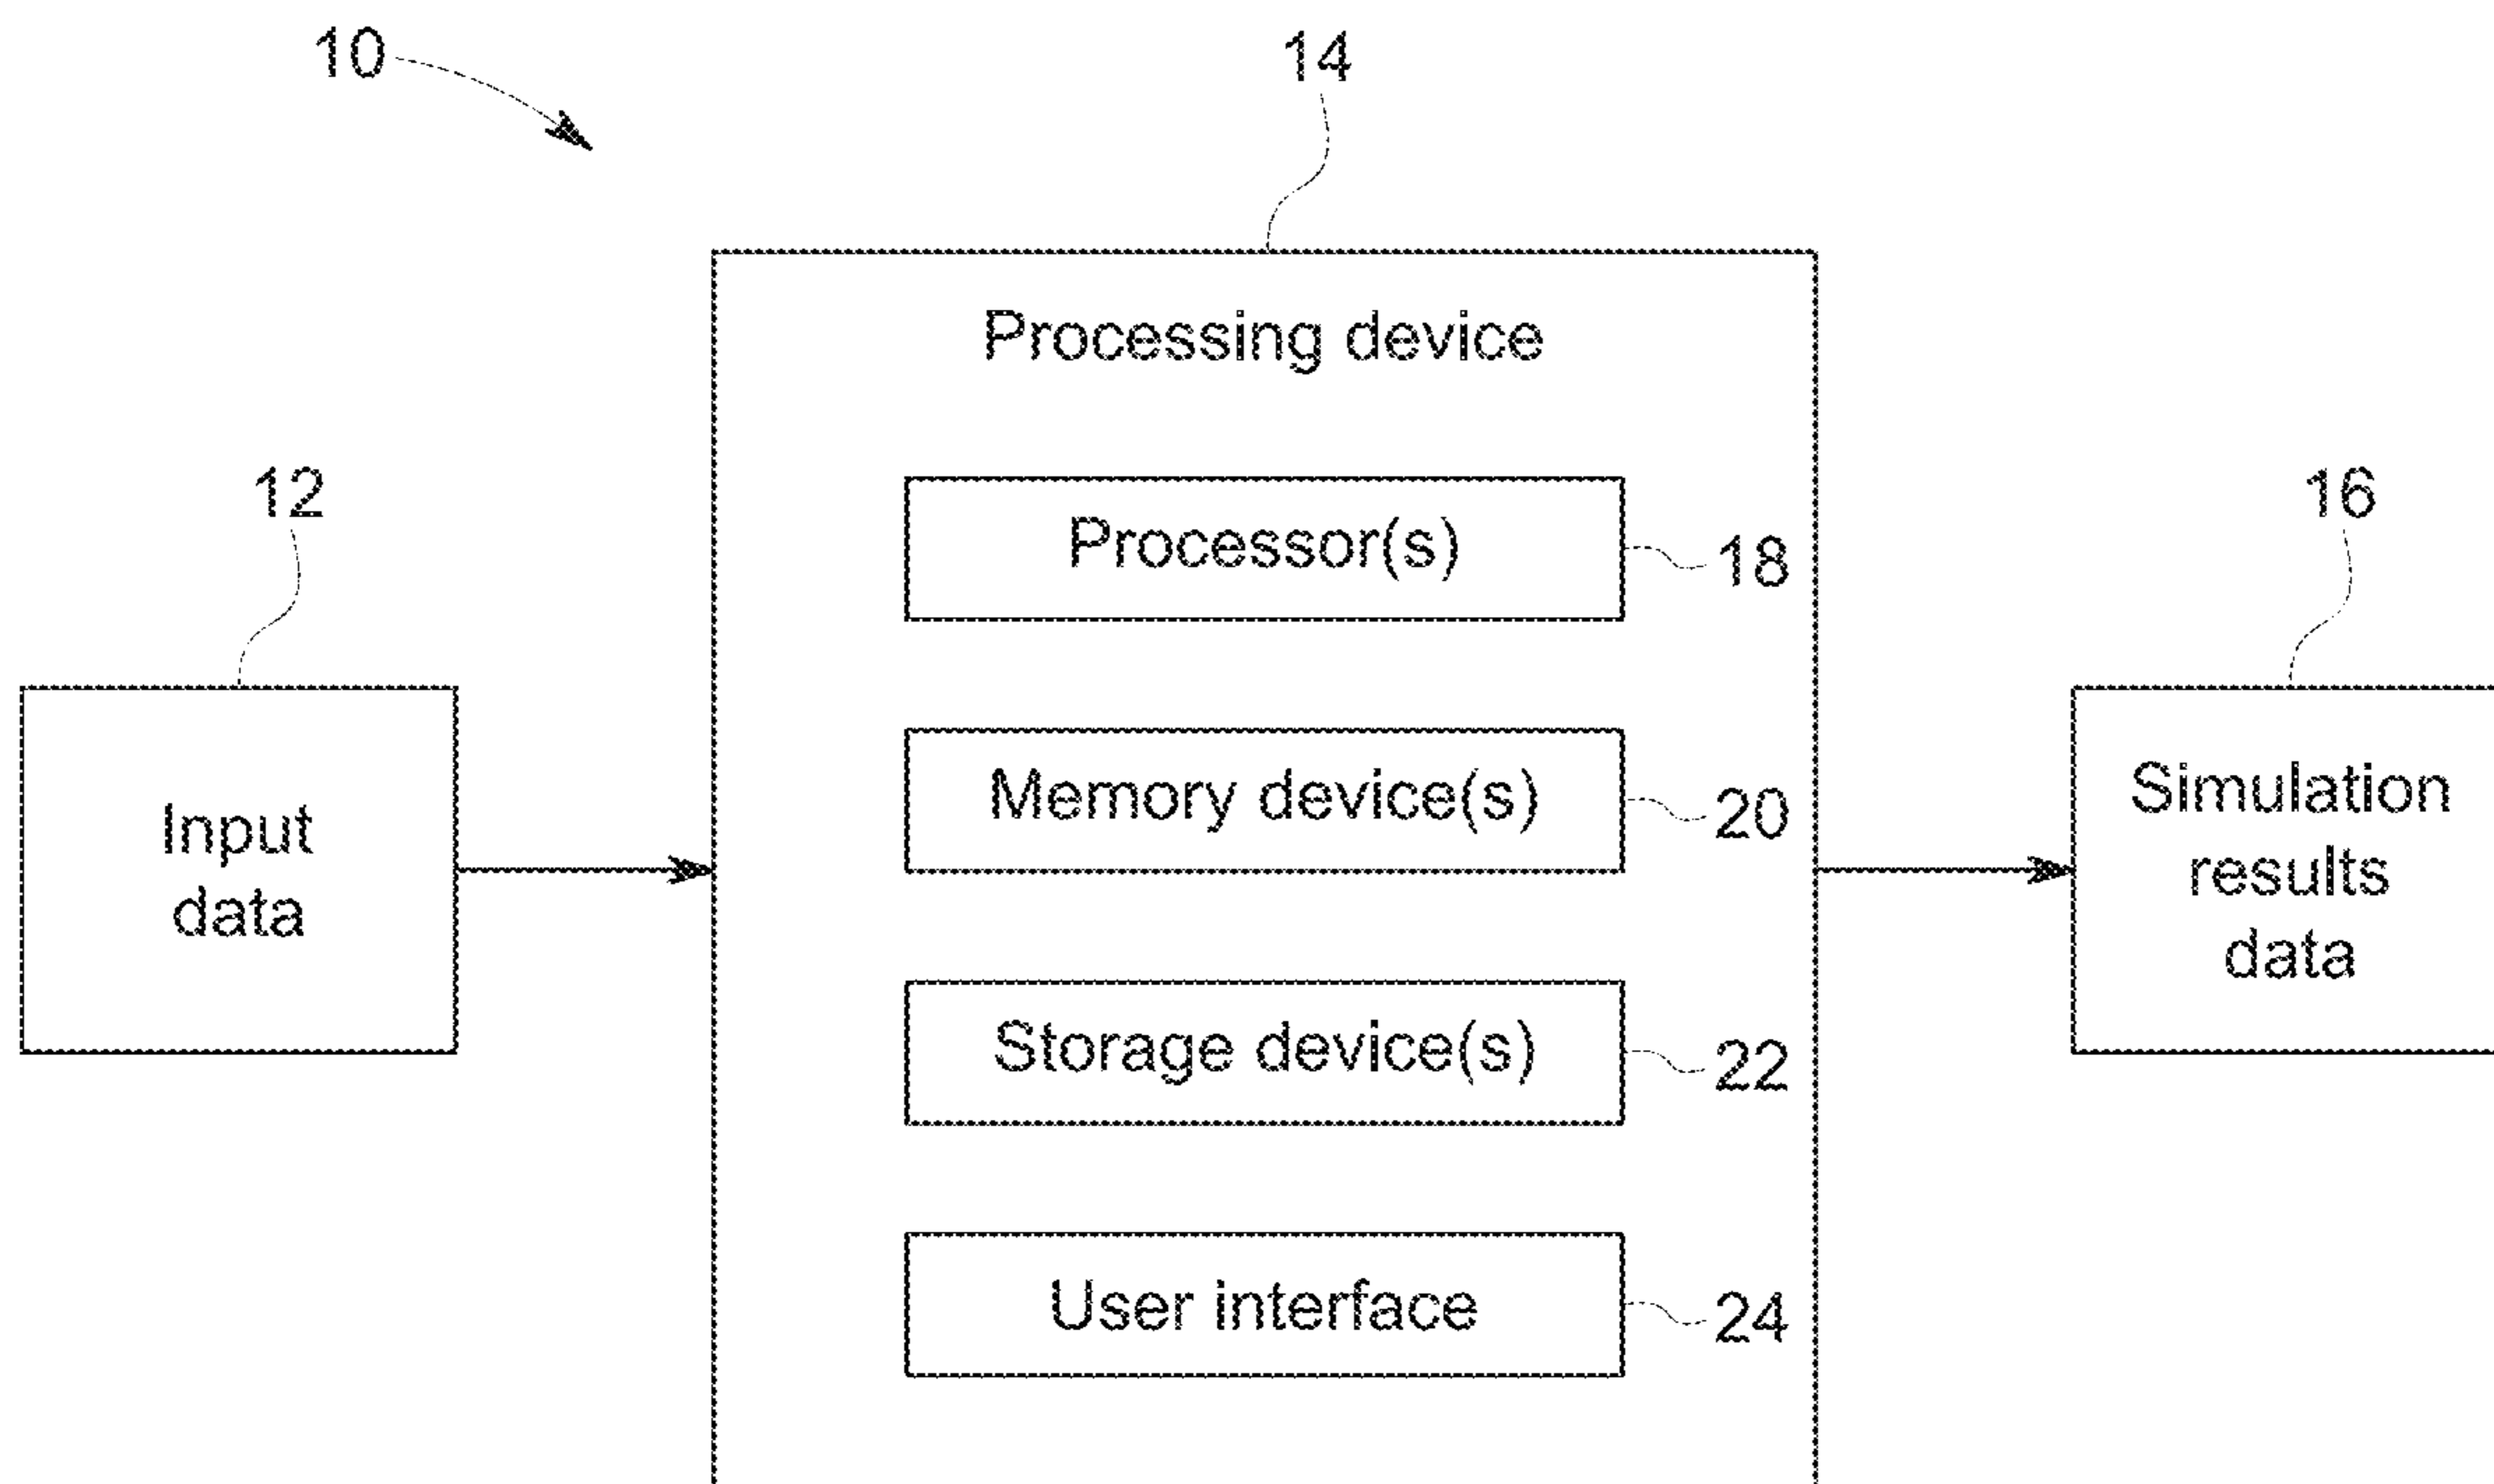 10
14
Processing device
12
16
Processor(s)
18
Memory device(s)
20
Simulation
results
data
Input
data
Storage device(s)
22
User interface
24